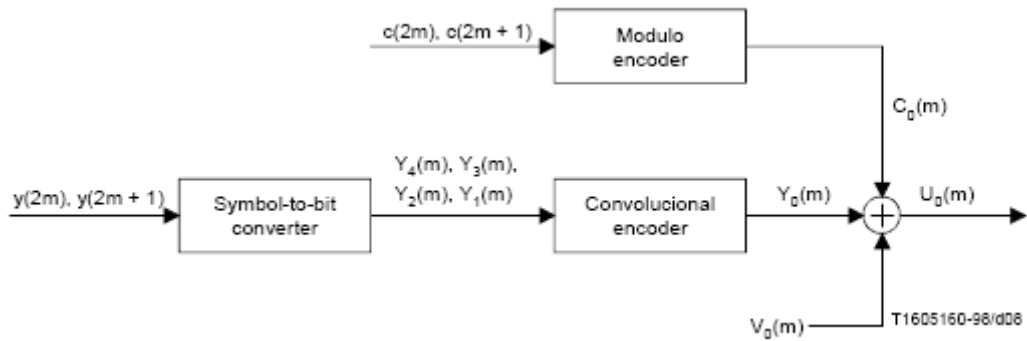 c(2m), c(2m + 1)
Modulo
encoder
C₀(m)
y(2m), y(2m + 1)
Symbol-to-bit
converter
Y₄(m), Y₃(m),
Y₂(m), Y₁(m)
Convolucional
encoder
Y₀(m)
U₀(m)
V₀(m)
T1605160-98/d08